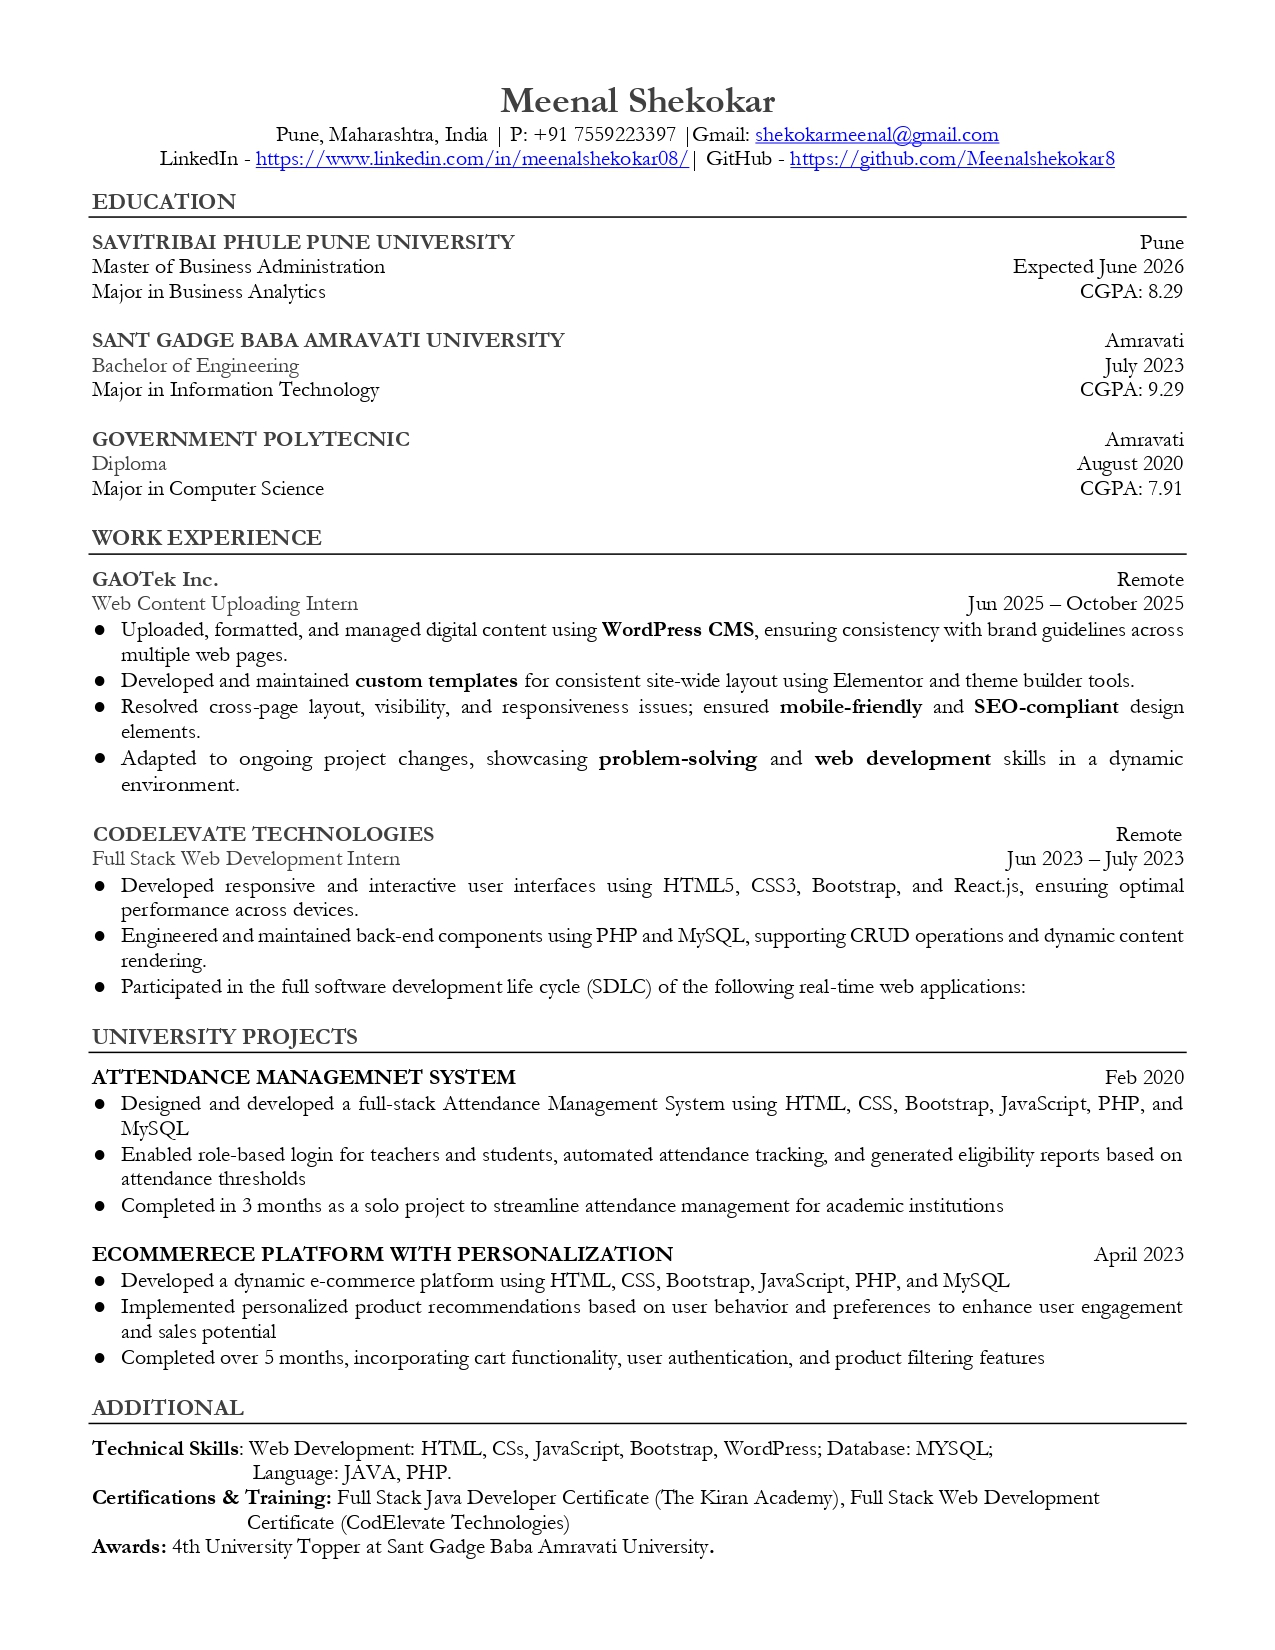 Meenal Shekokar
Pune, Maharashtra, India | P: +91 7559223397 |Gmail: shekokarmeenal@gmail.com
LinkedIn - https://www.linkedin.com/in/meenalshekokar08/| GitHub - https://github.com/Meenalshekokar8
EDUCATION
SAVITRIBAI PHULE PUNE UNIVERSITY Pune
Master of Business Administration Expected June 2026
Major in Business Analytics CGPA: 8.29
SANT GADGE BABA AMRAVATI UNIVERSITY Amravati
Bachelor of Engineering July 2023
Major in Information Technology CGPA: 9.29
GOVERNMENT POLYTECNIC Amravati
Diploma August 2020
Major in Computer Science CGPA: 7.91
WORK EXPERIENCE
GAOTek Inc. Remote
Web Content Uploading Intern Jun 2025 – October 2025
● Uploaded, formatted, and managed digital content using WordPress CMS, ensuring consistency with brand guidelines across
multiple web pages.
● Developed and maintained custom templates for consistent site-wide layout using Elementor and theme builder tools.
● Resolved cross-page layout, visibility, and responsiveness issues; ensured mobile-friendly and SEO-compliant design
elements.
● Adapted to ongoing project changes, showcasing problem-solving and web development skills in a dynamic
environment.
CODELEVATE TECHNOLOGIES Remote
Full Stack Web Development Intern Jun 2023 – July 2023
● Developed responsive and interactive user interfaces using HTML5, CSS3, Bootstrap, and React.js, ensuring optimal
performance across devices.
● Engineered and maintained back-end components using PHP and MySQL, supporting CRUD operations and dynamic content
rendering.
● Participated in the full software development life cycle (SDLC) of the following real-time web applications:
UNIVERSITY PROJECTS
ATTENDANCE MANAGEMNET SYSTEM Feb 2020
● Designed and developed a full-stack Attendance Management System using HTML, CSS, Bootstrap, JavaScript, PHP, and
MySQL
● Enabled role-based login for teachers and students, automated attendance tracking, and generated eligibility reports based on
attendance thresholds
● Completed in 3 months as a solo project to streamline attendance management for academic institutions
ECOMMERECE PLATFORM WITH PERSONALIZATION April 2023
● Developed a dynamic e-commerce platform using HTML, CSS, Bootstrap, JavaScript, PHP, and MySQL
● Implemented personalized product recommendations based on user behavior and preferences to enhance user engagement
and sales potential
● Completed over 5 months, incorporating cart functionality, user authentication, and product filtering features
ADDITIONAL
Technical Skills: Web Development: HTML, CSs, JavaScript, Bootstrap, WordPress; Database: MYSQL;
Language: JAVA, PHP.
Certifications & Training: Full Stack Java Developer Certificate (The Kiran Academy), Full Stack Web Development
Certificate (CodElevate Technologies)
Awards: 4th University Topper at Sant Gadge Baba Amravati University.